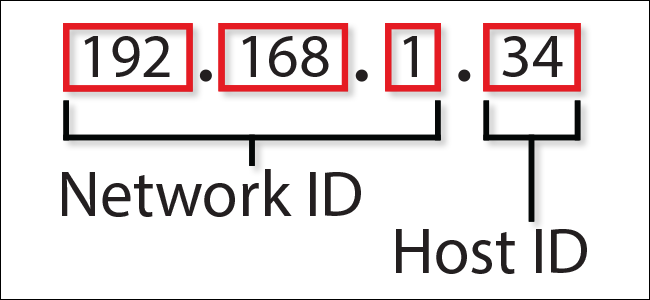 192.168.1.34
Network ID
Host ID